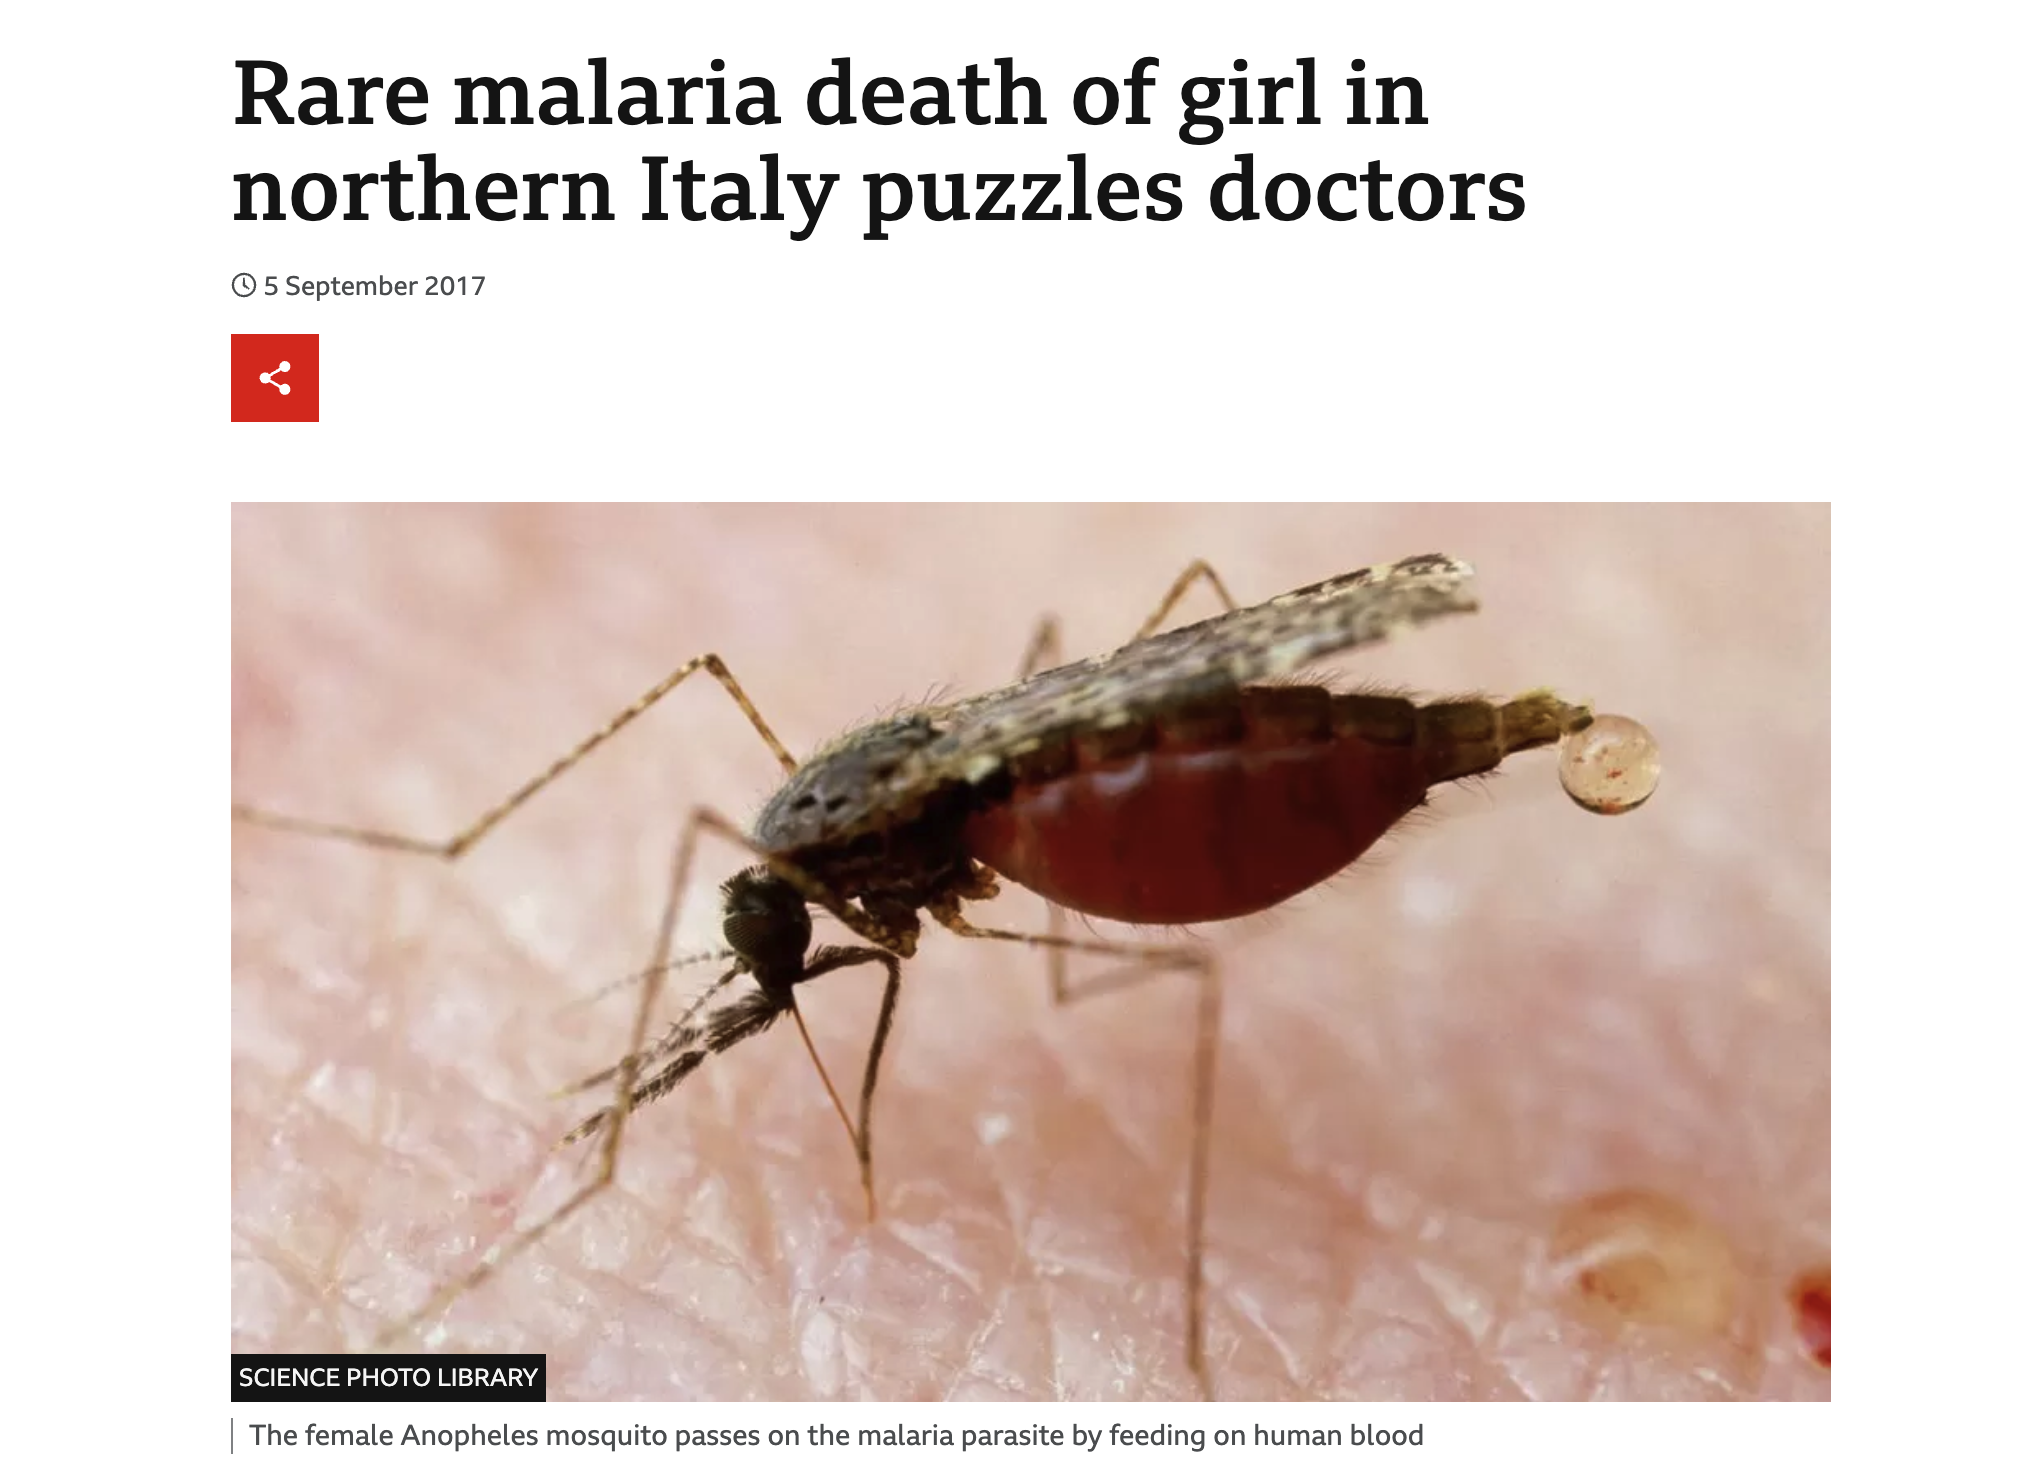 Rare malaria death of girl in
northern Italy puzzles doctors
5 September 2017
SCIENCE PHOTO LIBRARY
The female Anopheles mosquito passes on the malaria parasite by feeding on human blood